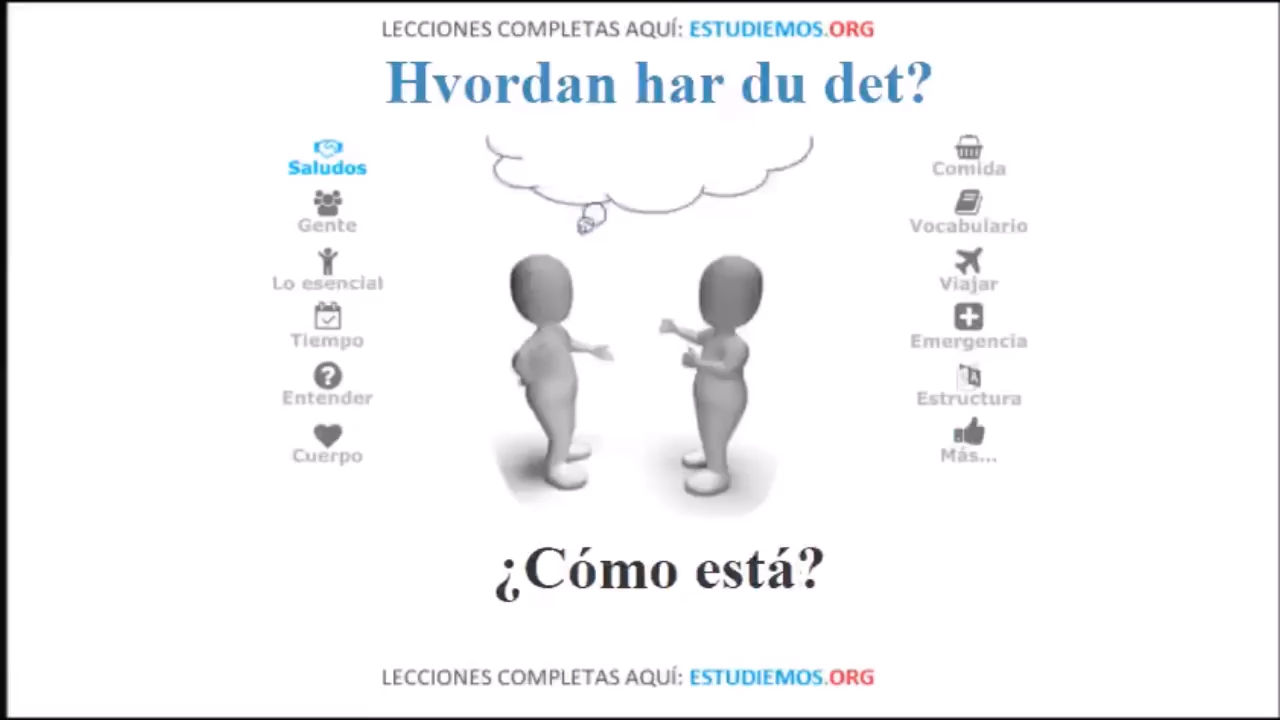 LECCIONES COMPLETAS AQUÍ: ESTUDIEMOS.ORG
Hvordan har du det?
Saludos
Gente
Lo esencial
Tiempo
Entender
Cuerpo
Comida
Vocabulario
Viajar
Emergencia
Estructura
Más...
¿Cómo está?
LECCIONES COMPLETAS AQUÍ: ESTUDIEMOS.ORG